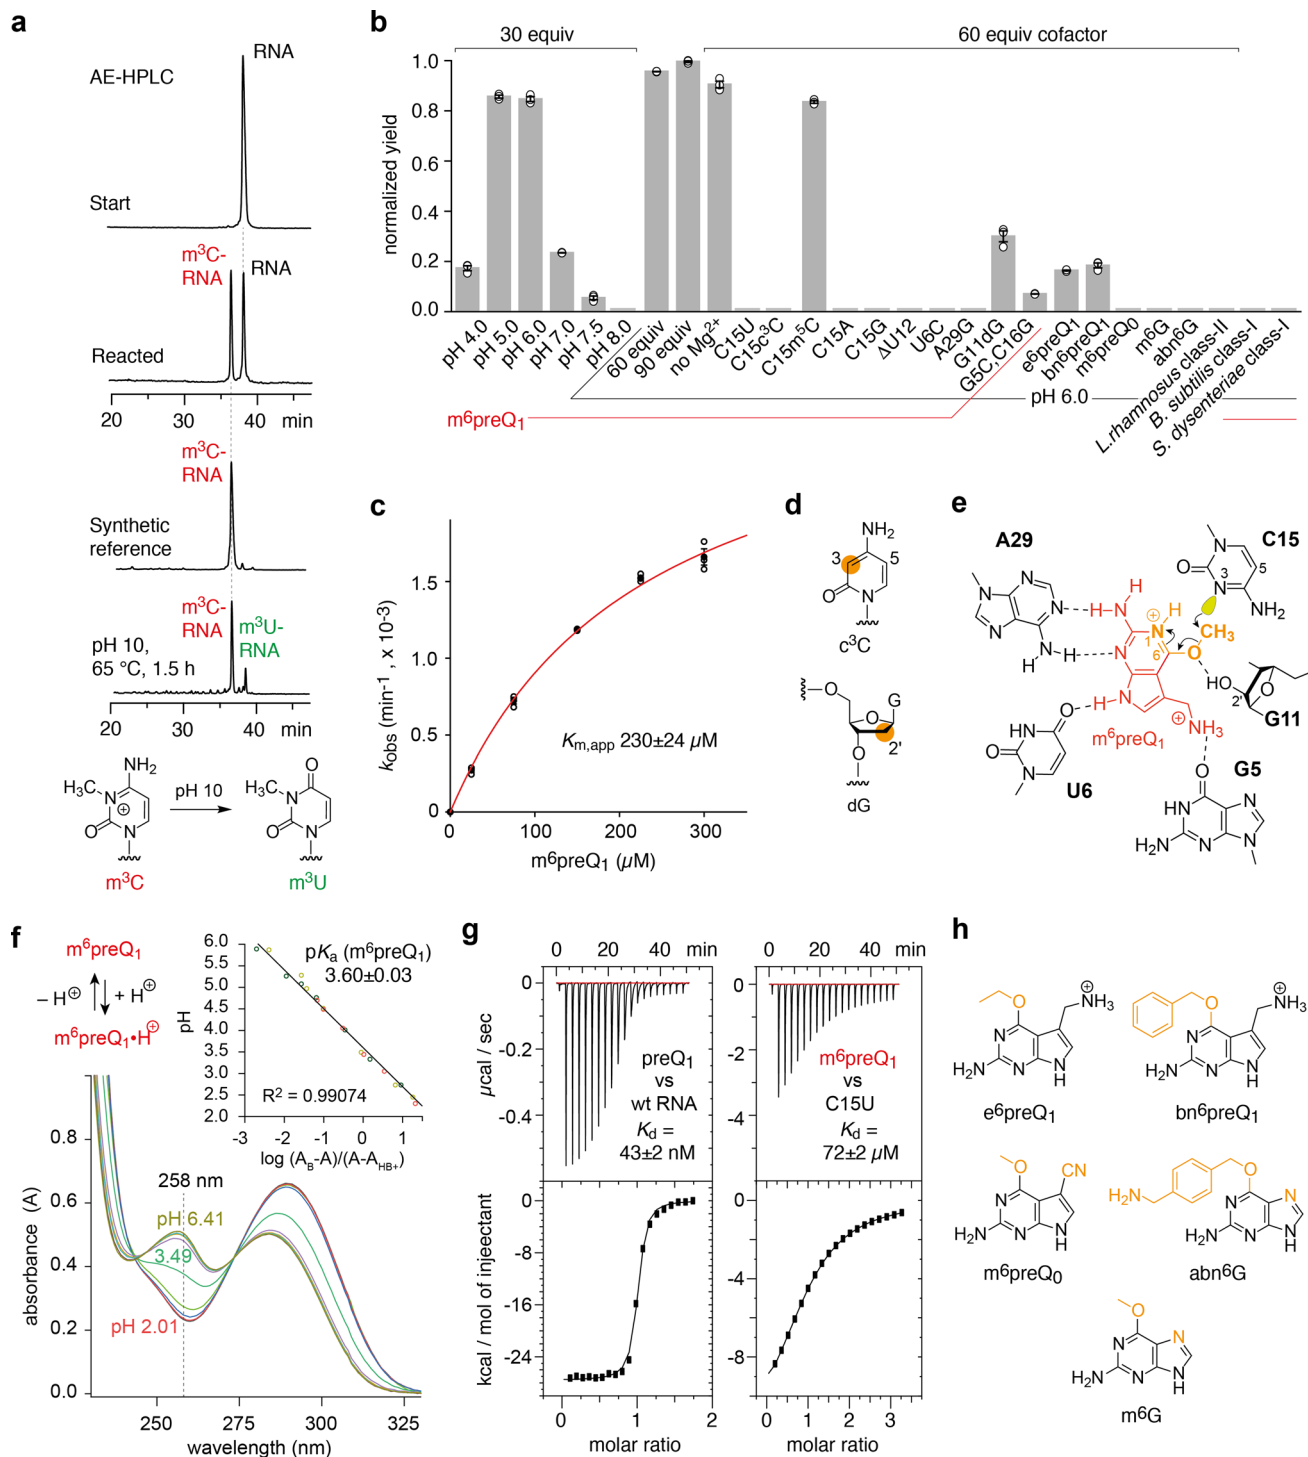 a
AE-HPLC
RNA
Start
m³C-
RNA
RNA
Reacted
20
40
min
m³C-
RNA
Synthetic
reference
m³C-
RNA
m³U-
RNA
pH 10,
65 °C, 1.5 h
20
40
min
NH₂
H₃C
N
⊕
O
N
pH 10
O
H₃C
N
O
N
m³C
m³U
b
30 equiv
60 equiv cofactor
normalized yield
1.0
0.8
0.6
0.4
0.2
0.0
pH 4.0
pH 5.0
pH 6.0
pH 7.0
pH 7.5
pH 8.0
60 equiv
90 equiv
no Mg²⁺
C15U
C15c³C
C15m⁵C
C15A
C15G
ΔU12
U6C
A29G
G11dG
G5C,C16G
e⁶preQ₁
bn⁶preQ₁
m⁶preQ₀
m⁶G
abn⁶G
L.rhamnosus class-II
B. subtilis class-I
S. dysenteriae class-I
pH 6.0
m⁶preQ₁
c
kobs (min⁻¹, x 10⁻³)
1.5
1.0
0.5
0
Km,app 230±24 µM
0
100
200
300
m⁶preQ₁ (µM)
d
NH₂
3
5
O
N
c³C
O
G
O
2'
O
dG
e
A29
C15
N
N
N
N
N
H
H
H
N
H
N
H
⊕
N
1
6
N
O
N
3
5
N
NH₂
CH₃
O
HO
O
2'
G11
H
N
m⁶preQ₁
⊕
NH₃
O
HN
O
N
U6
G5
O
HN
N
H₂N
N
N
f
m⁶preQ₁
– H⊕
+ H⊕
m⁶preQ₁•H⊕
pH
6.0
5.5
5.0
4.5
4.0
3.5
3.0
2.5
2.0
pKa (m⁶preQ₁)
3.60±0.03
R² = 0.99074
-3
-2
-1
0
1
log (AB-A)/(A-AHB+)
absorbance (A)
0.8
0.6
0.4
0.2
0.0
258 nm
pH 6.41
3.49
pH 2.01
250
275
300
325
wavelength (nm)
g
0
20
40
min
0
20
40
min
µcal / sec
0
-0.2
-0.4
preQ₁
vs
wt RNA
Kd =
43±2 nM
0
-2
-4
m⁶preQ₁
vs
C15U
Kd =
72±2 µM
kcal / mol of injeectant
0
-8
-16
-24
0
1
2
molar ratio
0
-4
-8
0
1
2
3
molar ratio
h
O
⊕
NH₃
N
H₂N
N
N
H
e⁶preQ₁
O
⊕
NH₃
N
H₂N
N
N
H
bn⁶preQ₁
O
CN
N
H₂N
N
N
H
m⁶preQ₀
O
H₂N
N
N
H₂N
N
N
H
abn⁶G
O
N
N
H₂N
N
N
H
m⁶G